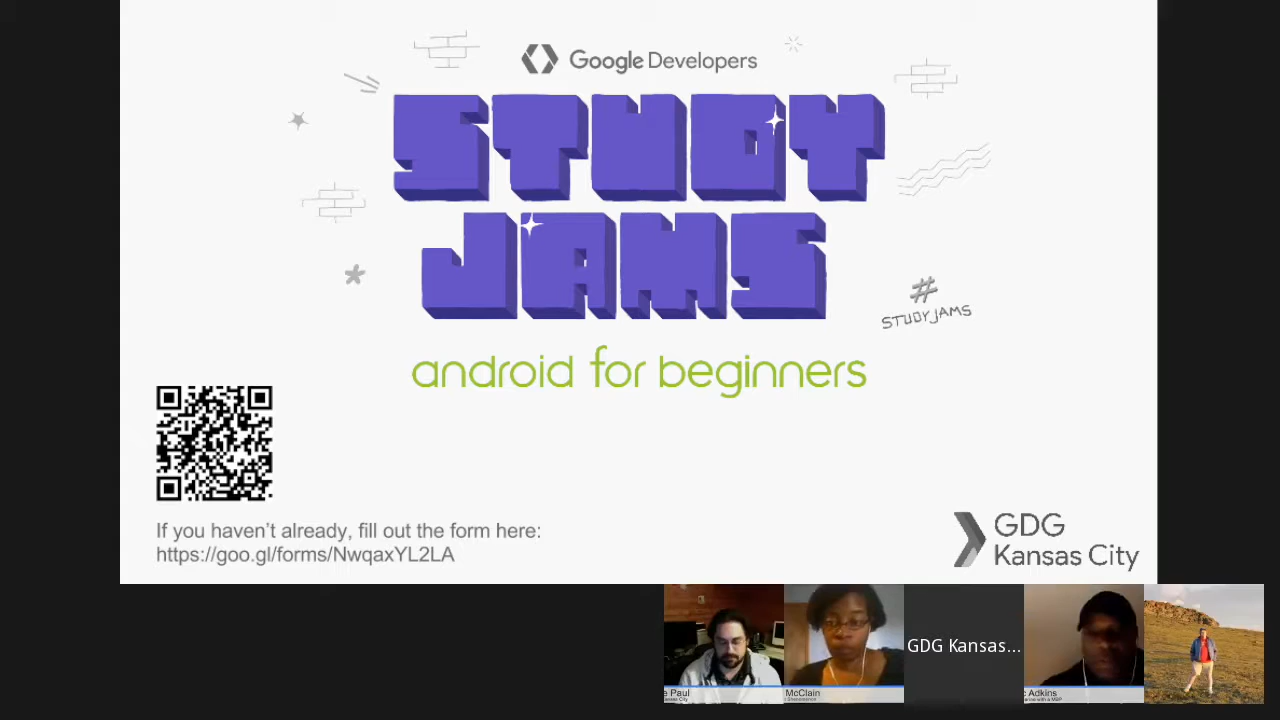 Google Developers
STUDY
JAMS
#
STUDYJAMS
android for beginners
If you haven't already, fill out the form here:
https://goo.gl/forms/NwqaxYL2LA
GDG
Kansas City
GDG Kansas...
e Paul
McClain
c Adkins